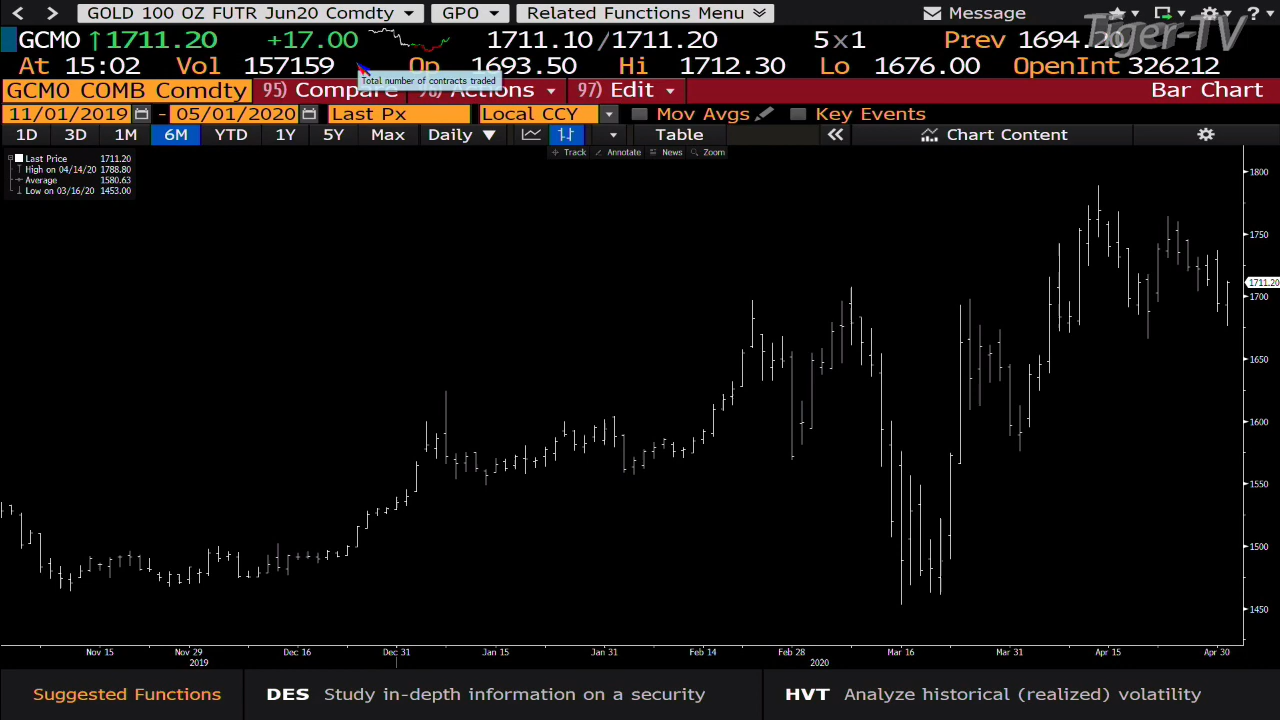 GOLD 100 OZ FUTR Jun20 Comdty GPO Related Functions Menu Message
Tiger-TV
GCM0 ↑1711.20 +17.00 1711.10/1711.20 5x1 Prev 1694.20
At 15:02 Vol 157159 Op 1693.50 Hi 1712.30 Lo 1676.00 OpenInt 326212
Total number of contracts traded
GCM0 COMB Comdty 95) Compare Actions 97) Edit Bar Chart
11/01/2019 - 05/01/2020 Last Px Local CCY Mov Avgs Key Events
1D 3D 1M 6M YTD 1Y 5Y Max Daily ▼ Table « Chart Content
Track Annotate News Zoom
Last Price 1711.20
High on 04/14/20 1788.80
Average 1580.63
Low on 03/16/20 1453.00
1800
1750
1711.20
1700
1650
1600
1550
1500
1450
Nov 15 Nov 29 Dec 16 Dec 31 Jan 15 Jan 31 Feb 14 Feb 28 Mar 16 Mar 31 Apr 15 Apr 30
2019 2020
Suggested Functions DES Study in-depth information on a security HVT Analyze historical (realized) volatility